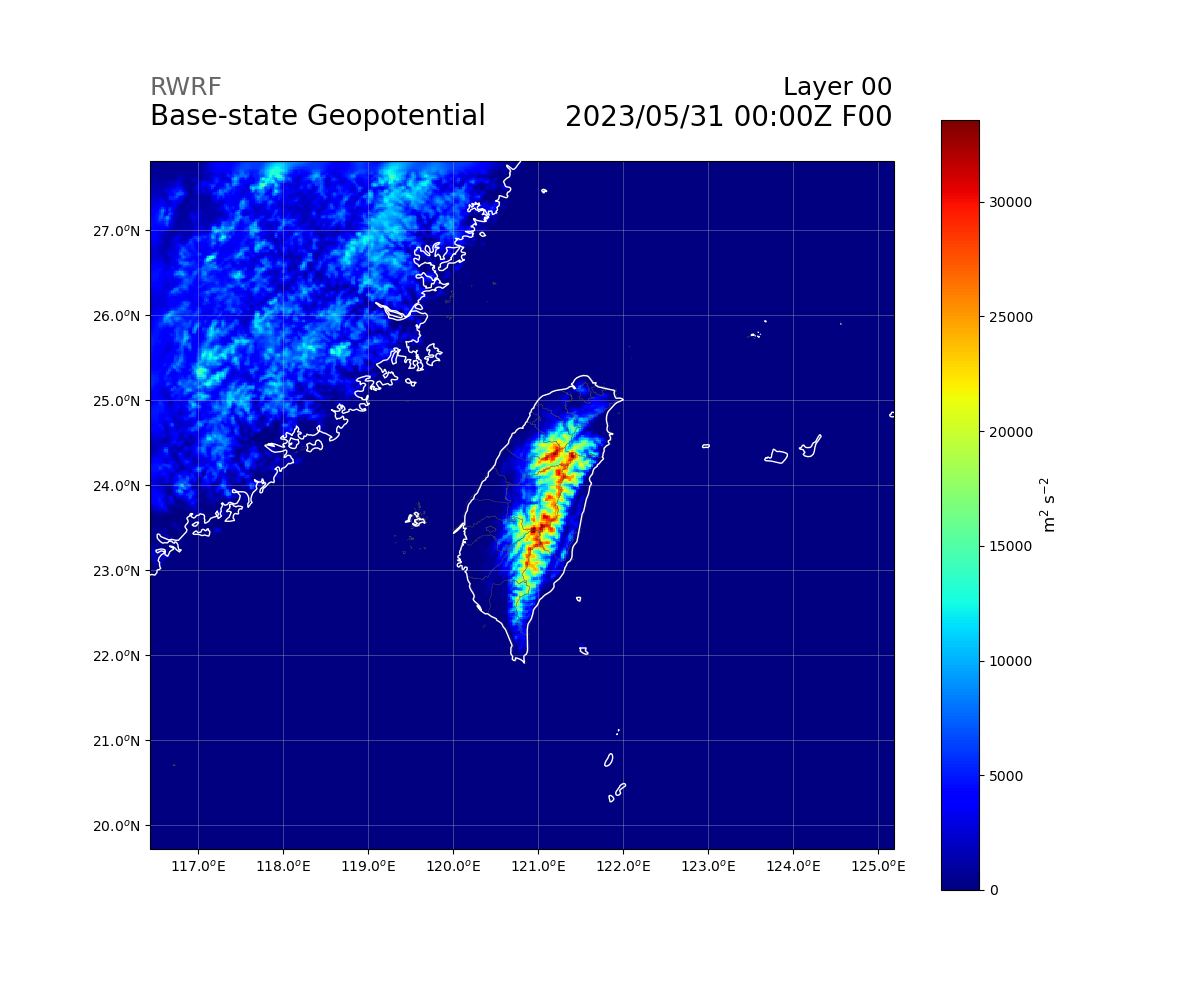 RWRF
Layer 00
Base-state Geopotential
2023/05/31 00:00Z F00
27.0°N
26.0°N
25.0°N
24.0°N
23.0°N
22.0°N
21.0°N
20.0°N
117.0°E
118.0°E
119.0°E
120.0°E
121.0°E
122.0°E
123.0°E
124.0°E
125.0°E
30000
25000
20000
15000
10000
5000
0
m² s⁻²